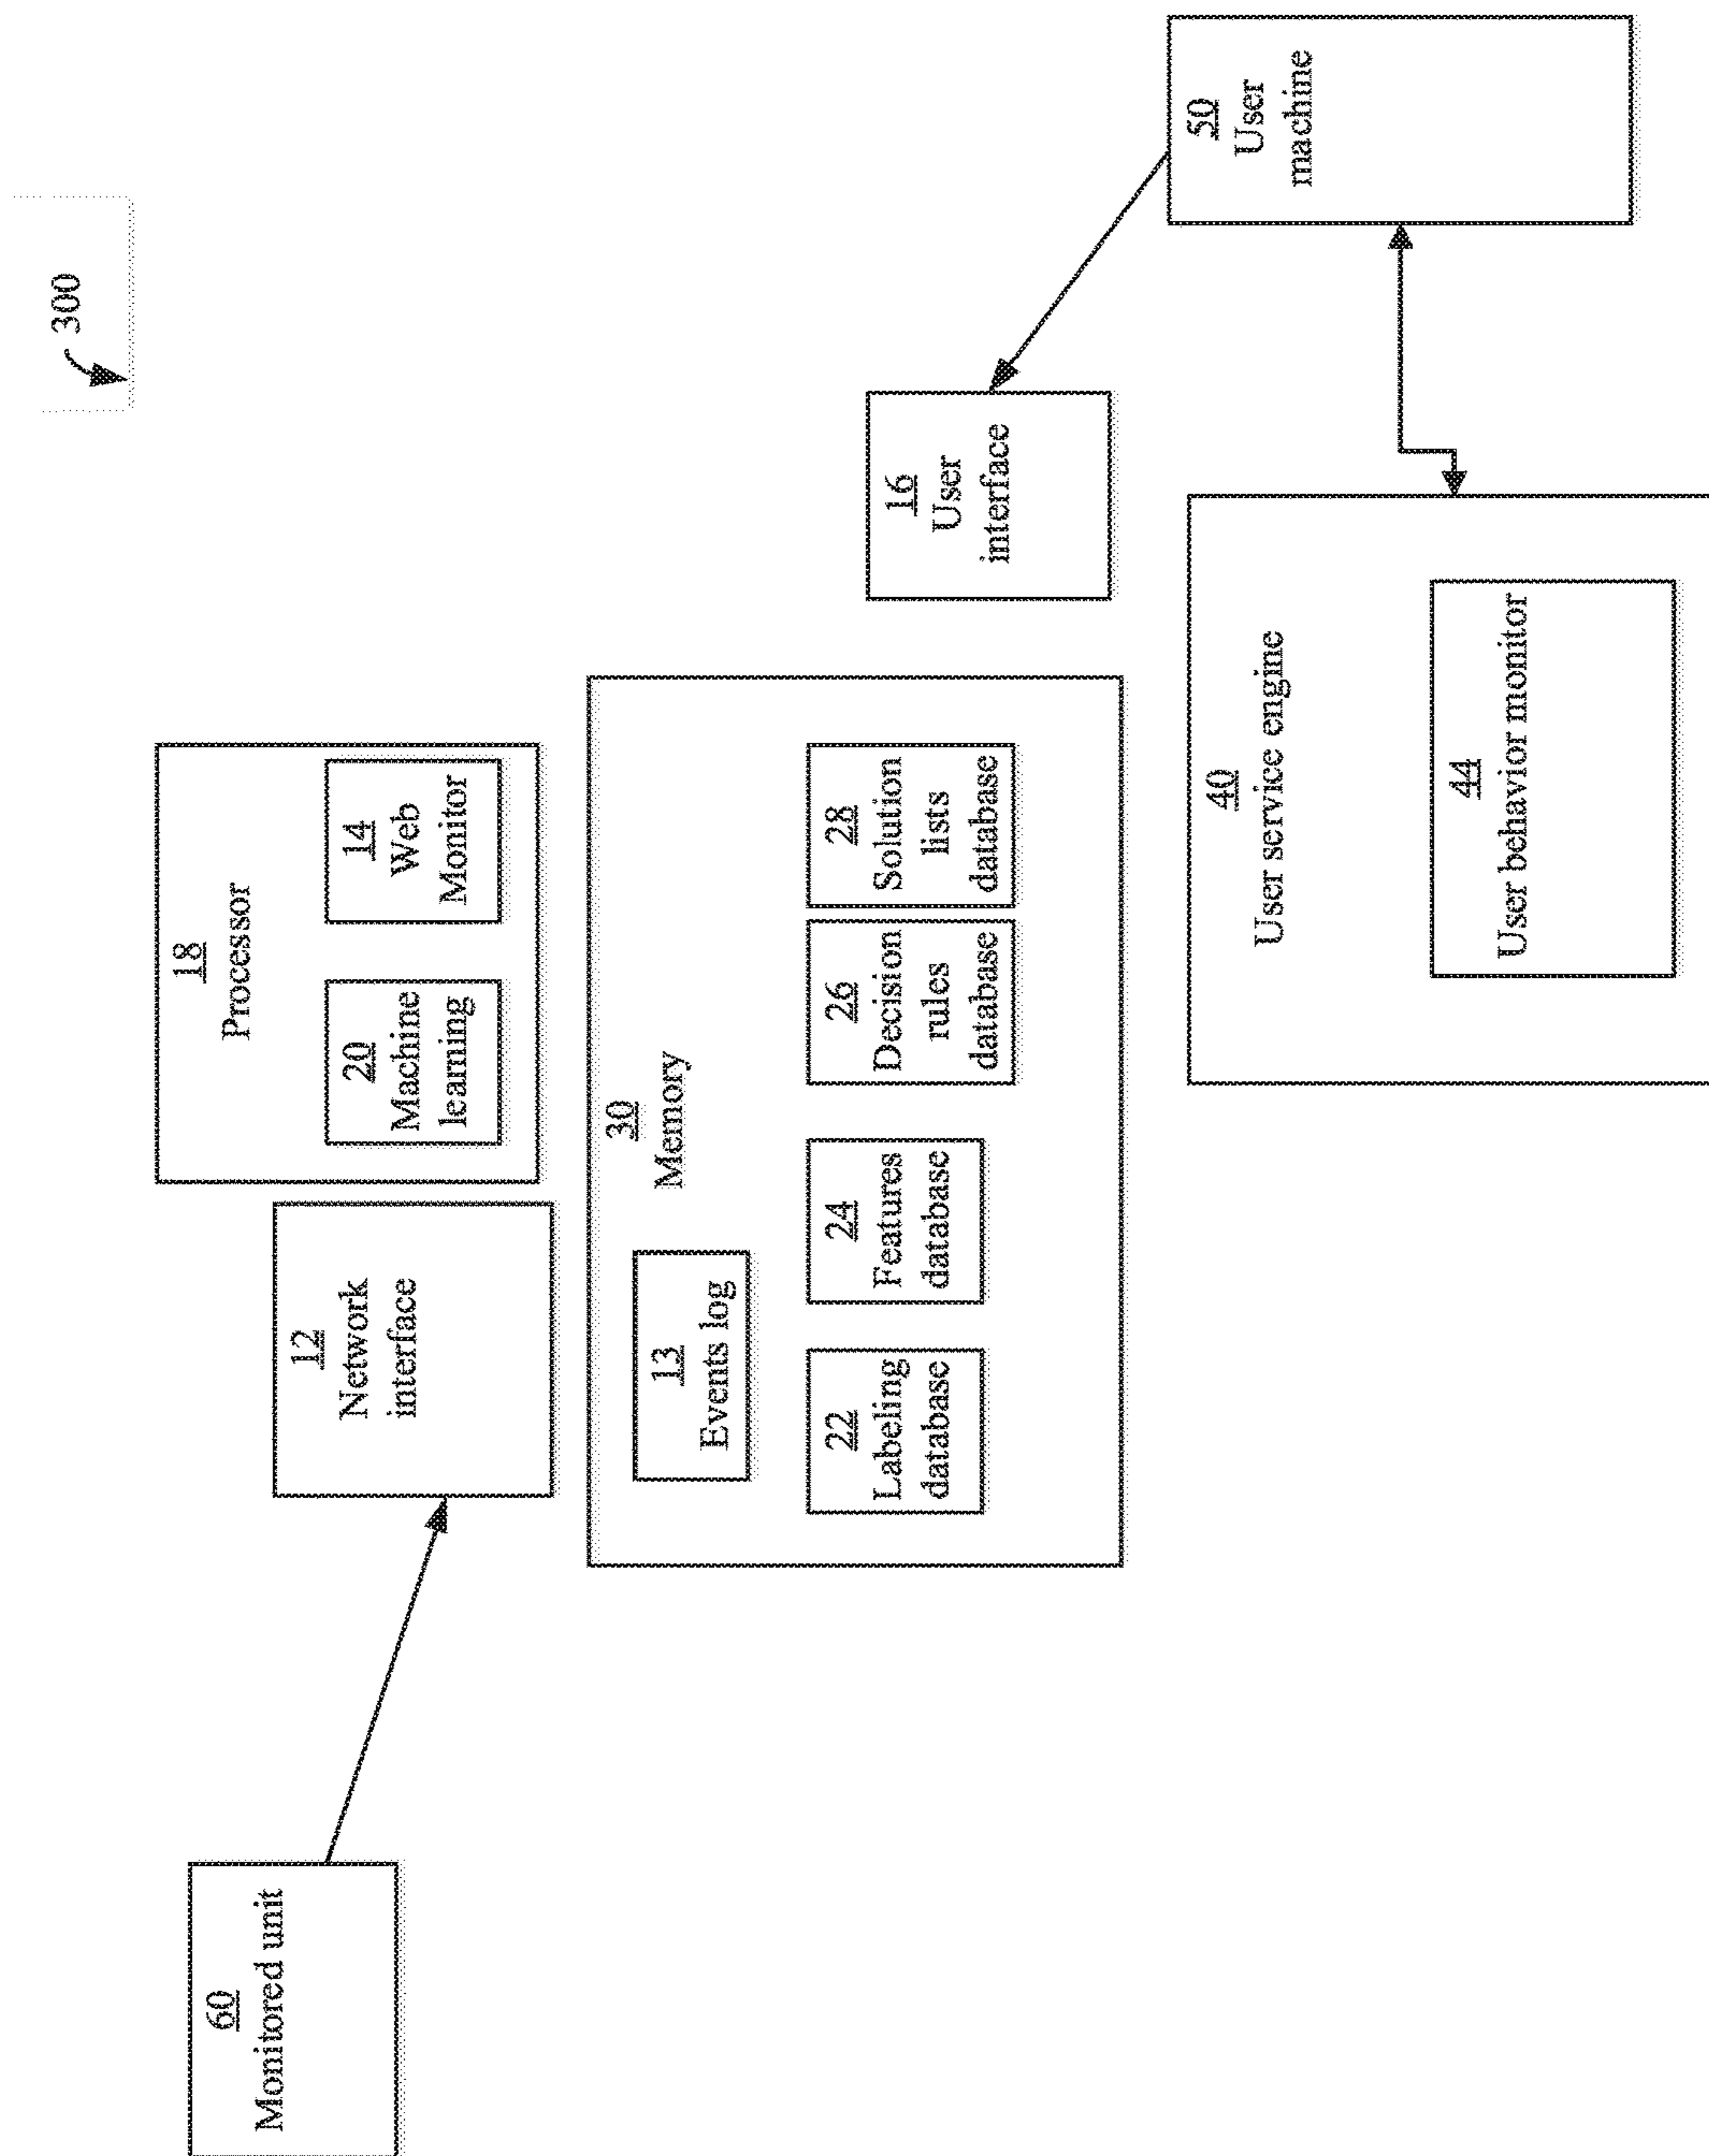 300
60
Monitored unit
12
Network
interface
18
Processor
20
Machine
learning
14
Web
Monitor
30
Memory
13
Events log
22
Labeling
database
24
Features
database
26
Decision
rules
database
28
Solution
lists
database
16
User
interface
50
User
machine
40
User service engine
44
User behavior monitor